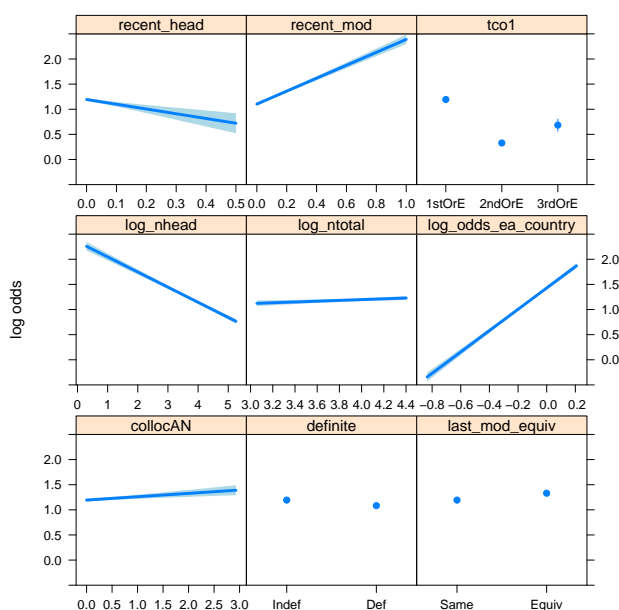 recent_head recent_mod tco1
2.0
1.5
1.0
0.5
0.0
0.0 0.1 0.2 0.3 0.4 0.5 0.0 0.2 0.4 0.6 0.8 1.0 1stOrE 2ndOrE 3rdOrE
log_nhead log_ntotal log_odds_ea_country
log odds
2.0
1.5
1.0
0.5
0.0
0 1 2 3 4 5 3.0 3.2 3.4 3.6 3.8 4.0 4.2 4.4 −0.8 −0.6 −0.4 −0.2 0.0 0.2
collocAN definite last_mod_equiv
2.0
1.5
1.0
0.5
0.0
0.0 0.5 1.0 1.5 2.0 2.5 3.0 Indef Def Same Equiv